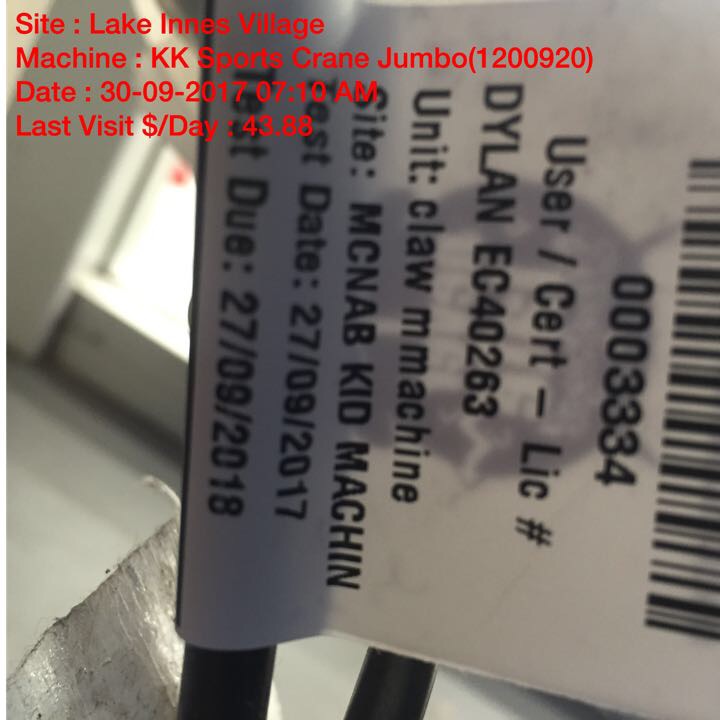 Site : Lake Innes Village
Machine : KK Sports Crane Jumbo(1200920)
Date : 30-09-2017 07:10 AM
Last Visit $/Day : 43.88
0003334
User / Cert - Lic #
DYLAN EC40263
Unit: claw mmachine
Site: MCNAB KID MACHIN
Test Date: 27/09/2017
Test Due: 27/09/2018